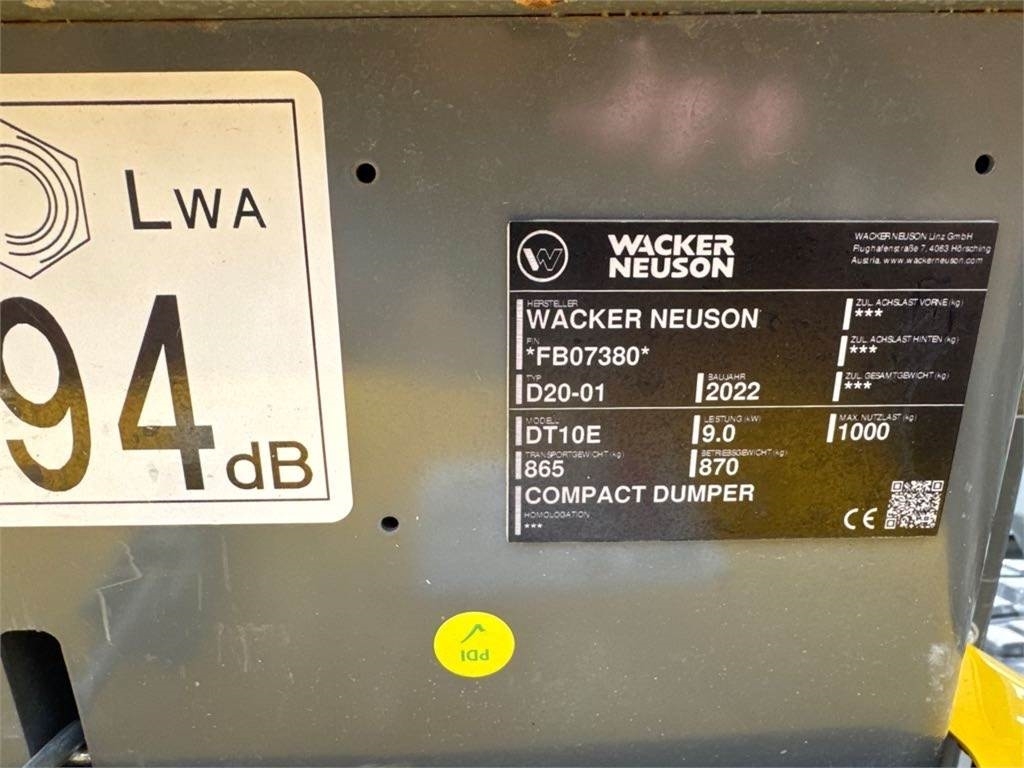 LWA
94
dB
WACKER
NEUSON
WACKER NEUSON Linz GmbH
Flughafenstraße 7, 4063 Hörsching
Austria, www.wackerneuson.com
HERSTELLER
WACKER NEUSON
PIN
*FB07380*
TYP
D20-01
BAUJAHR
2022
ZUL. ACHSLAST VORNE (kg)
***
ZUL. ACHSLAST HINTEN (kg)
***
ZUL. GESAMTGEWICHT (kg)
***
MODELL
DT10E
LEISTUNG (kW)
9.0
MAX. NUTZLAST (kg)
1000
TRANSPORTGEWICHT (kg)
865
BETRIEBSGEWICHT (kg)
870
COMPACT DUMPER
HOMOLOGATION
***
CE
PDI